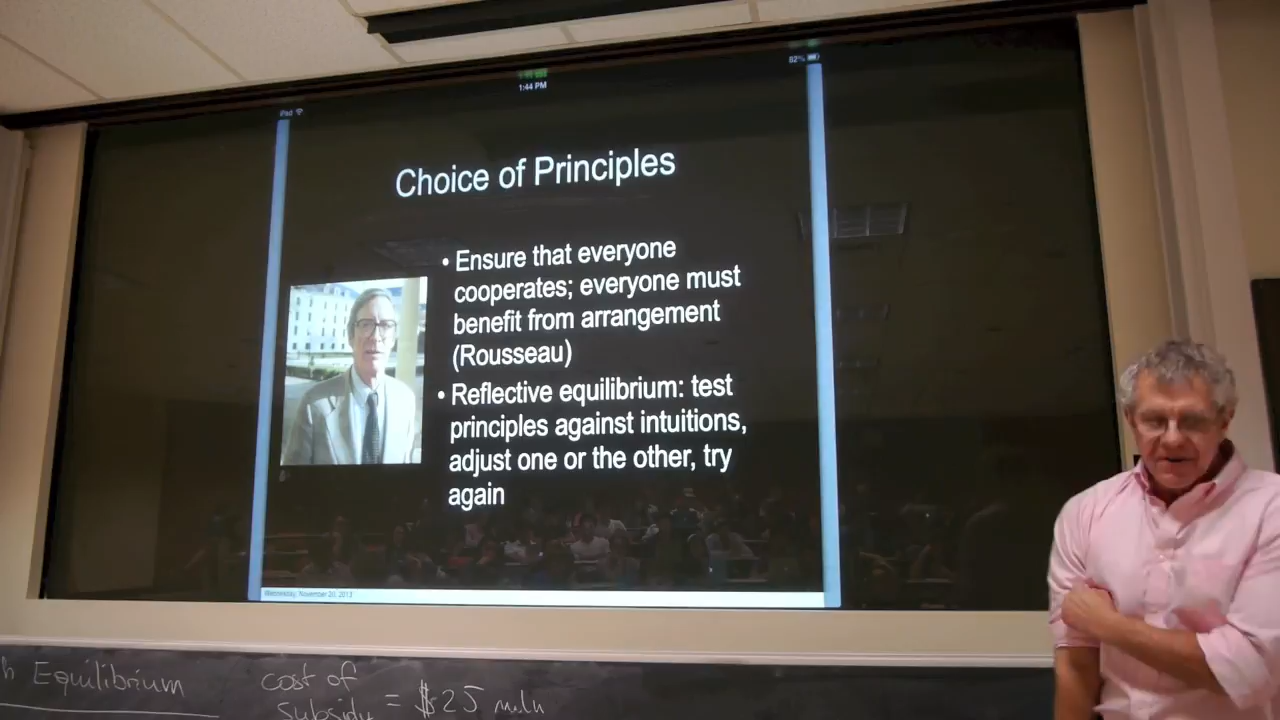 iPad
1:44 PM
82%
Choice of Principles
• Ensure that everyone
cooperates; everyone must
benefit from arrangement
(Rousseau)
• Reflective equilibrium: test
principles against intuitions,
adjust one or the other, try
again
Wednesday, November 20, 2013
h Equilibrium
cost of
subsidy = $25 mln